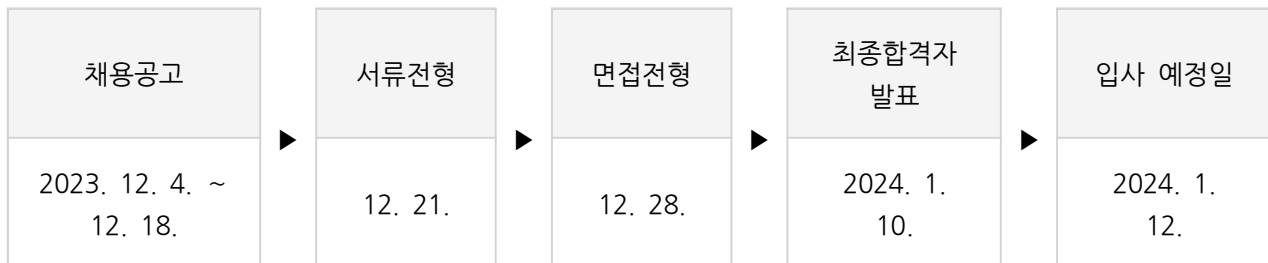 채용공고
서류전형
면접전형
최종합격자
발표
입사 예정일
▶
▶
▶
▶
2023. 12. 4. ~
12. 18.
12. 21.
12. 28.
2024. 1.
10.
2024. 1.
12.